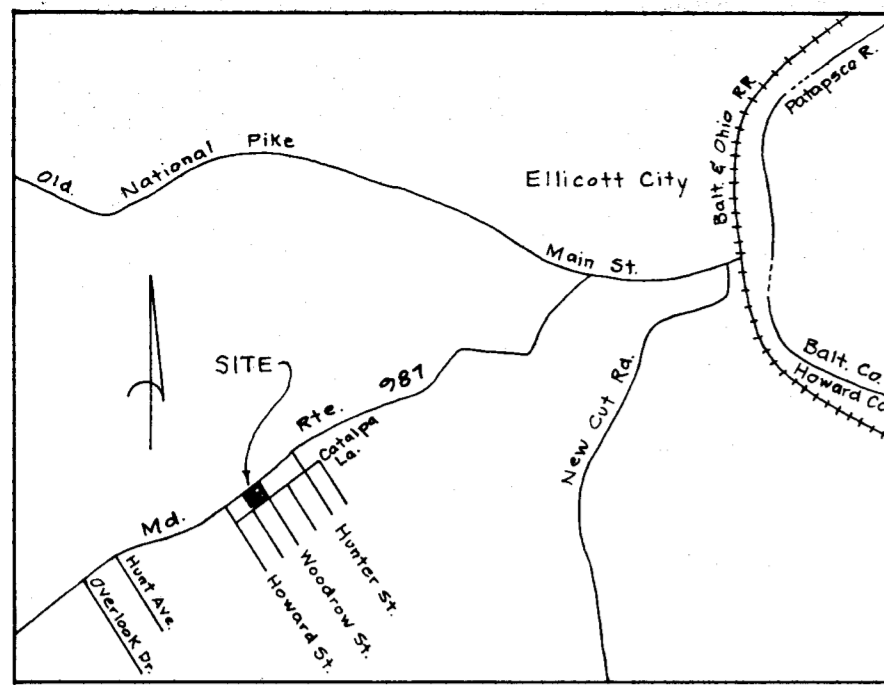 Patapsco R.
Balt. & Ohio RR.
Old National Pike
Ellicott City
Main St.
SITE
Md. Rte. 987
Catalpa
La.
New Cut Rd.
Balt. Co.
Howard Co.
Hunter St.
Woodrow St.
Howard St.
Hunt Ave.
Overlook Dr.